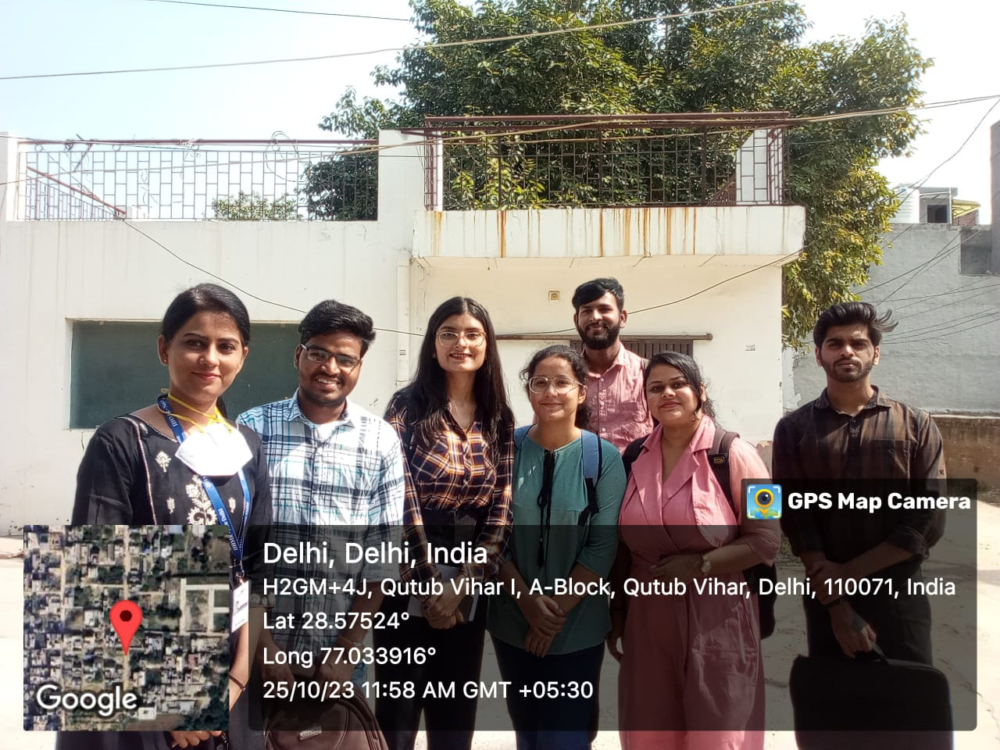 GPS Map Camera
Delhi, Delhi, India
H2GM+4J, Qutub Vihar I, A-Block, Qutub Vihar, Delhi, 110071, India
Lat 28.57524°
Long 77.033916°
25/10/23 11:58 AM GMT +05:30
Google